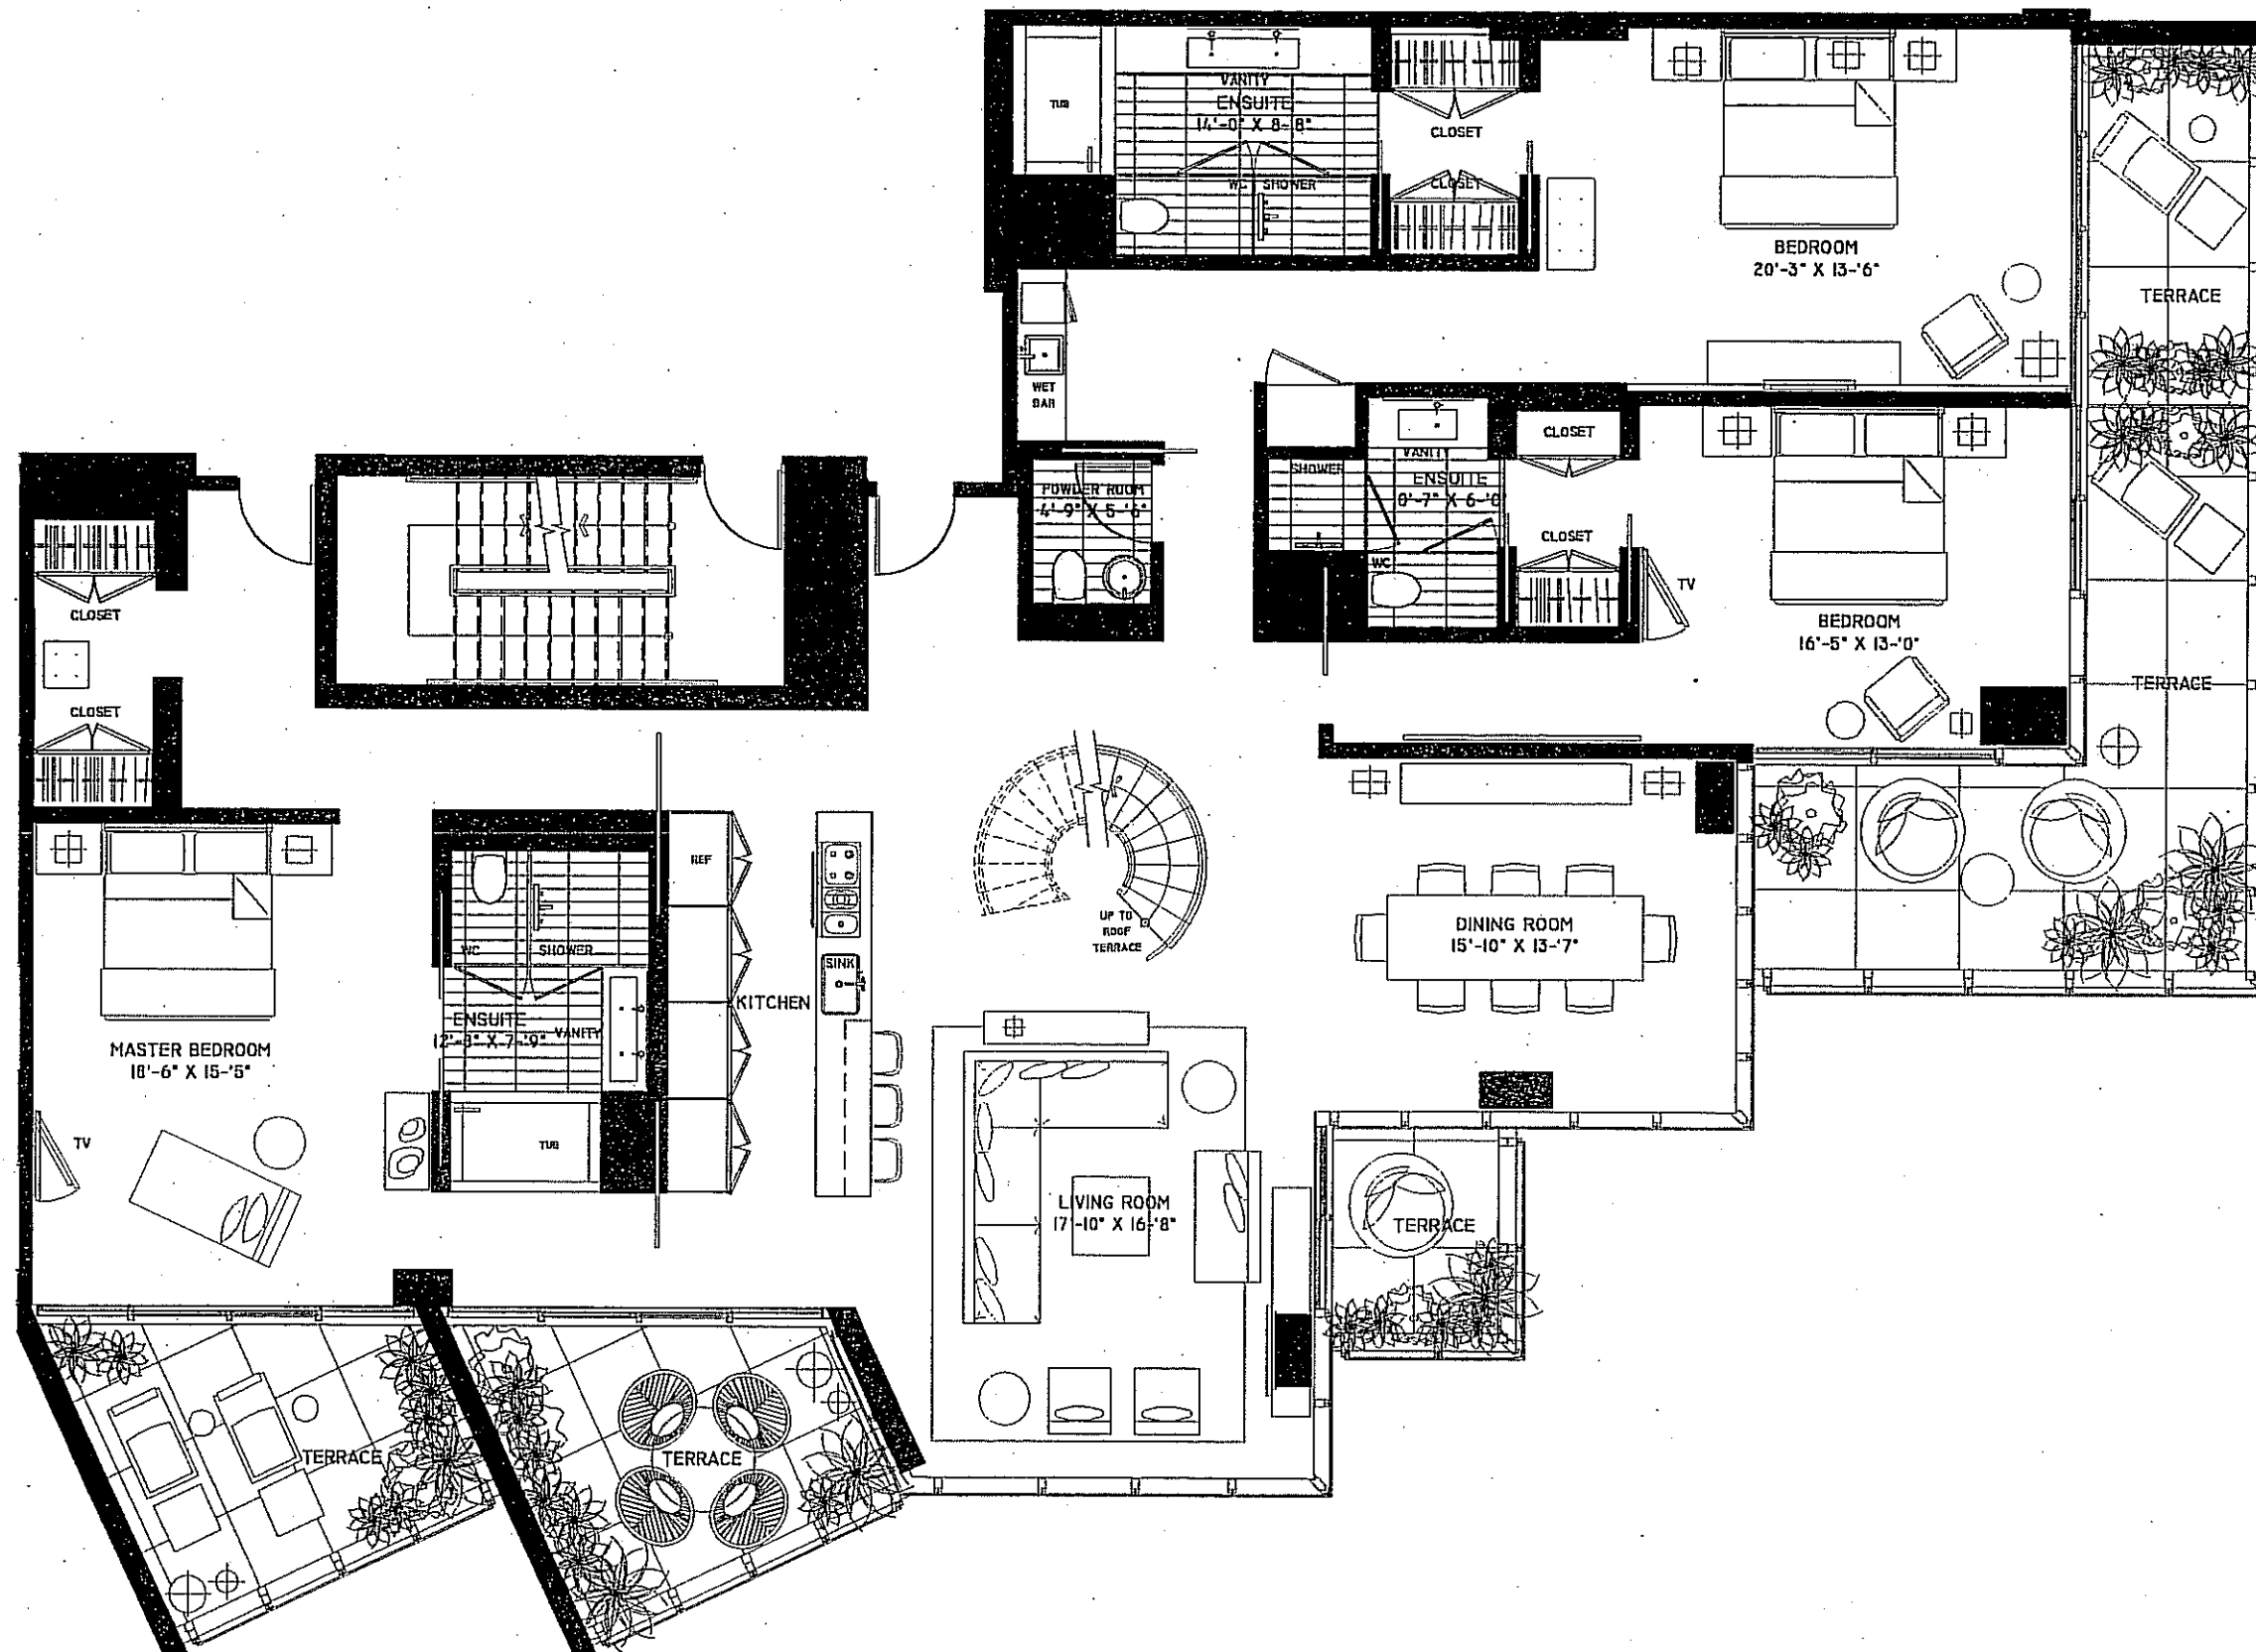 TUB
VANITY
ENSUITE
14'-0" X 8-'8"
WC
SHOWER
CLOSET
CLOSET
BEDROOM
20'-3" X 13-'6"
TERRACE
WET
BAR
POWDER ROOM
4'-9" X 5-'6"
SHOWER
VANITY
ENSUITE
WC
CLOSET
CLOSET
TV
BEDROOM
16'-5" X 13-'0"
TERRACE
CLOSET
CLOSET
REF
WC
SHOWER
ENSUITE
VANITY
TUB
KITCHEN
SINK
UP TO
ROOF
TERRACE
DINING ROOM
15'-10" X 13-'7"
MASTER BEDROOM
18'-6" X 15-'5"
TV
LIVING ROOM
17'-10" X 16-'8"
TERRACE
TERRACE
TERRACE